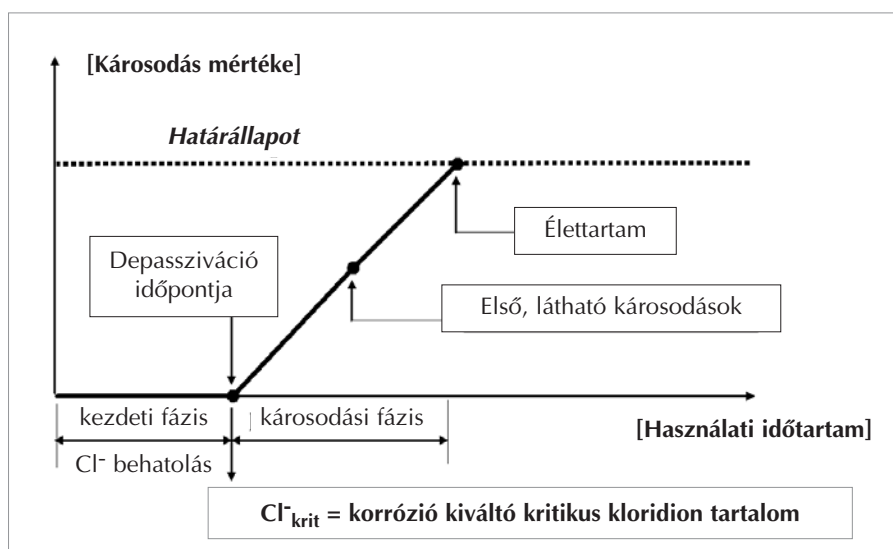 [Károsodás mértéke]
Határállapot
Élettartam
Depassziváció
időpontja
Első, látható károsodások
kezdeti fázis
károsodási fázis
[Használati időtartam]
Cl⁻ behatolás
Cl⁻krit = korrózió kiváltó kritikus kloridion tartalom